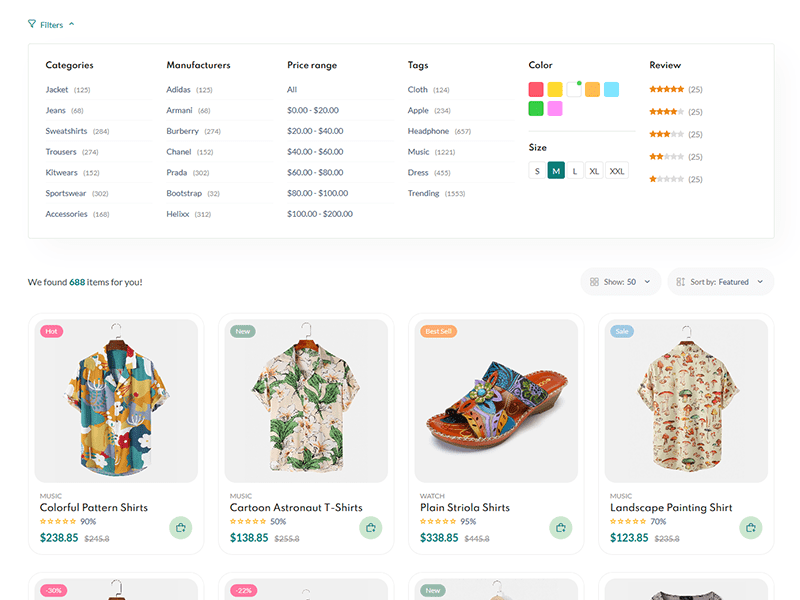 Filters
Categories
Jacket (125)
Jeans (68)
Sweatshirts (284)
Trousers (274)
Kitwears (152)
Sportswear (302)
Accessories (168)
Manufacturers
Adidas (125)
Armani (68)
Burberry (274)
Chanel (152)
Prada (302)
Bootstrap (32)
Helixx (312)
Price range
All
$0.00 - $20.00
$20.00 - $40.00
$40.00 - $60.00
$60.00 - $80.00
$80.00 - $100.00
$100.00 - $200.00
Tags
Cloth (124)
Apple (234)
Headphone (657)
Music (1221)
Dress (455)
Trending (1553)
Color
Size
S M L XL XXL
Review
(25)
(25)
(25)
(25)
(25)
We found 688 items for you!
Show: 50
Sort by: Featured
Hot
MUSIC
Colorful Pattern Shirts
90%
$238.85 $245.8
New
MUSIC
Cartoon Astronaut T-Shirts
50%
$138.85 $255.8
Best Sell
WATCH
Plain Striola Shirts
95%
$338.85 $445.8
Sale
MUSIC
Landscape Painting Shirt
70%
$123.85 $235.8
-30%
-22%
New